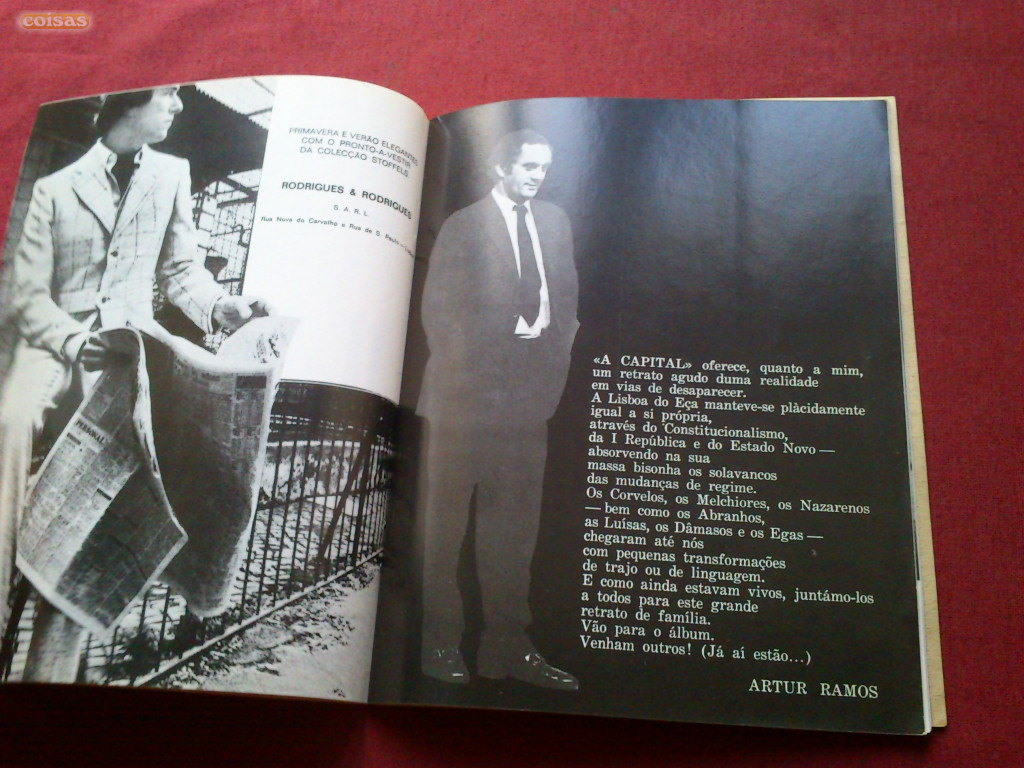 coisas
PRIMAVERA E VERÃO ELEGANTES
COM O PRONTO-A-VESTIR
DA COLECÇÃO STOFFELS.
RODRIGUES & RODRIGUES
S. A. R. L.
Rua Nova do Carvalho e Rua de S. Paulo —
PERSONAL
«A CAPITAL» oferece, quanto a mim,
um retrato agudo duma realidade
em vias de desaparecer.
A Lisboa do Eça manteve-se plàcidamente
igual a si própria,
através do Constitucionalismo,
da I República e do Estado Novo —
absorvendo na sua
massa bisonha os solavancos
das mudanças de regime.
Os Corvelos, os Melchiores, os Nazarenos
— bem como os Abranhos,
as Luísas, os Dâmasos e os Egas —
chegaram até nós
com pequenas transformações
de trajo ou de linguagem.
E como ainda estavam vivos, juntámo-los
a todos para este grande
retrato de família.
Vão para o álbum.
Venham outros! (Já aí estão...)
ARTUR RAMOS